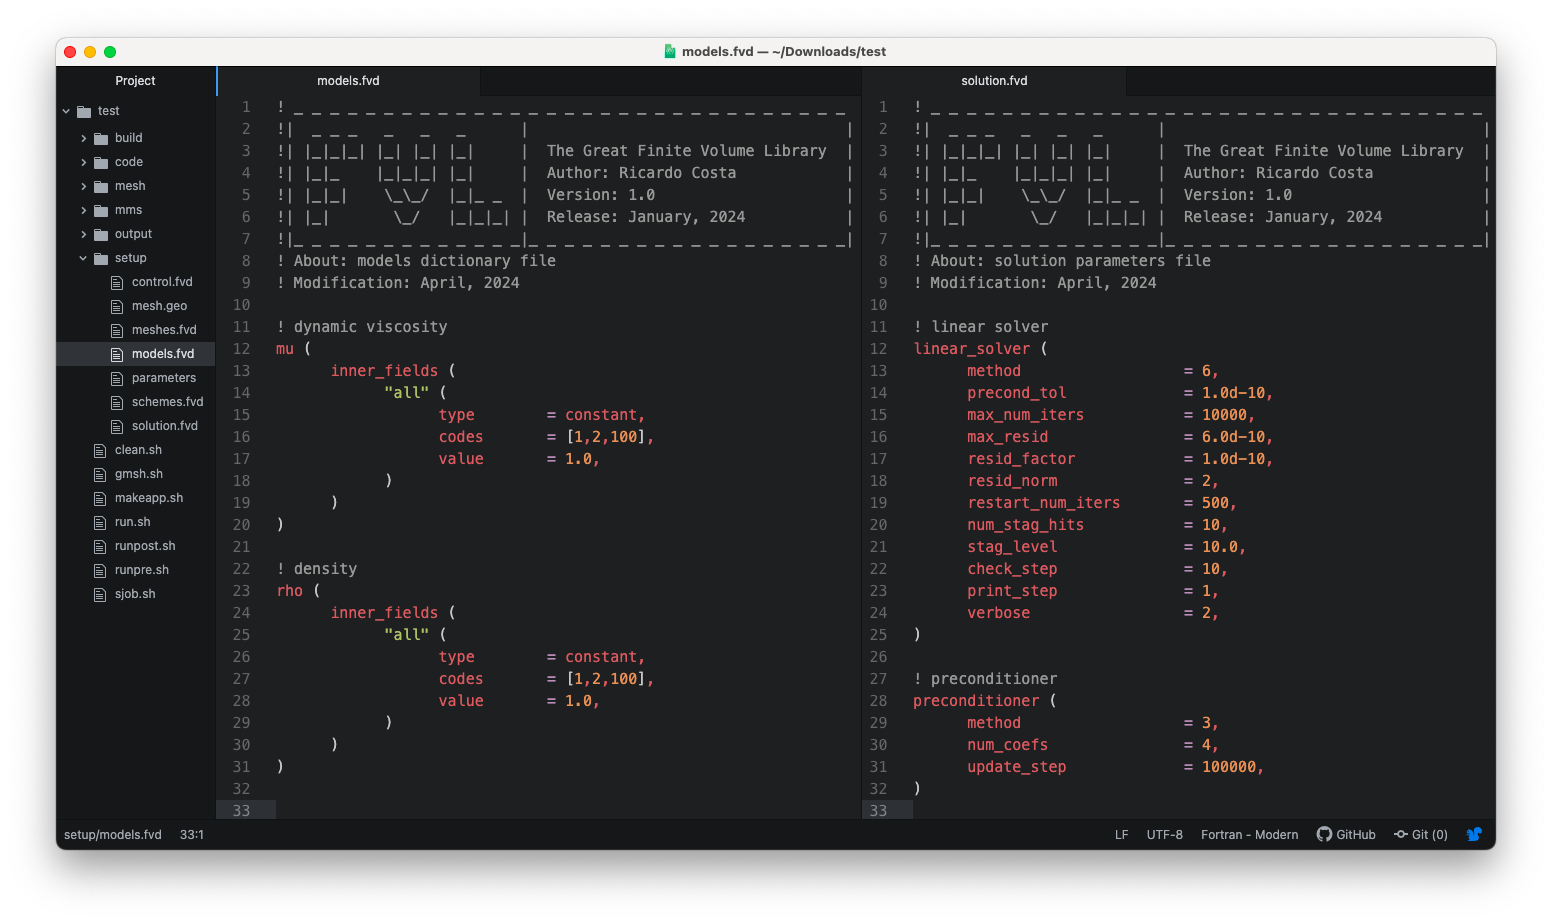 models.fvd — ~/Downloads/test
Project
test
build
code
mesh
mms
output
setup
control.fvd
mesh.geo
meshes.fvd
models.fvd
parameters
schemes.fvd
solution.fvd
clean.sh
gmsh.sh
makeapp.sh
run.sh
runpost.sh
runpre.sh
sjob.sh
models.fvd
1 ! _ _ _ _ _ _ _ _ _ _ _ _ _ _ _ _ _ _ _ _ _ _ _ _ _ _ _ _ _ _ _
2 !|  _ _ _   _   _   _      |                                   |
3 !| |_|_|_| |_| |_| |_|     |  The Great Finite Volume Library  |
4 !| |_|_    |_|_|_| |_|     |  Author: Ricardo Costa            |
5 !| |_|_|    \_\_/  |_|_ _  |  Version: 1.0                     |
6 !| |_|       \_/   |_|_|_| |  Release: January, 2024           |
7 !|_ _ _ _ _ _ _ _ _ _ _ _ _|_ _ _ _ _ _ _ _ _ _ _ _ _ _ _ _ _ _|
8 ! About: models dictionary file
9 ! Modification: April, 2024
10
11 ! dynamic viscosity
12 mu (
13       inner_fields (
14             "all" (
15                   type        = constant,
16                   codes       = [1,2,100],
17                   value       = 1.0,
18             )
19       )
20 )
21
22 ! density
23 rho (
24       inner_fields (
25             "all" (
26                   type        = constant,
27                   codes       = [1,2,100],
28                   value       = 1.0,
29             )
30       )
31 )
32
33
solution.fvd
1 ! _ _ _ _ _ _ _ _ _ _ _ _ _ _ _ _ _ _ _ _ _ _ _ _ _ _ _ _ _ _ _
2 !|  _ _ _   _   _   _      |                                   |
3 !| |_|_|_| |_| |_| |_|     |  The Great Finite Volume Library  |
4 !| |_|_    |_|_|_| |_|     |  Author: Ricardo Costa            |
5 !| |_|_|    \_\_/  |_|_ _  |  Version: 1.0                     |
6 !| |_|       \_/   |_|_|_| |  Release: January, 2024           |
7 !|_ _ _ _ _ _ _ _ _ _ _ _ _|_ _ _ _ _ _ _ _ _ _ _ _ _ _ _ _ _ _|
8 ! About: solution parameters file
9 ! Modification: April, 2024
10
11 ! linear solver
12 linear_solver (
13       method                  = 6,
14       precond_tol             = 1.0d-10,
15       max_num_iters           = 10000,
16       max_resid               = 6.0d-10,
17       resid_factor            = 1.0d-10,
18       resid_norm              = 2,
19       restart_num_iters       = 500,
20       num_stag_hits           = 10,
21       stag_level              = 10.0,
22       check_step              = 10,
23       print_step              = 1,
24       verbose                 = 2,
25 )
26
27 ! preconditioner
28 preconditioner (
29       method                  = 3,
30       num_coefs               = 4,
31       update_step             = 100000,
32 )
33
setup/models.fvd 33:1 LF UTF-8 Fortran - Modern GitHub Git (0)